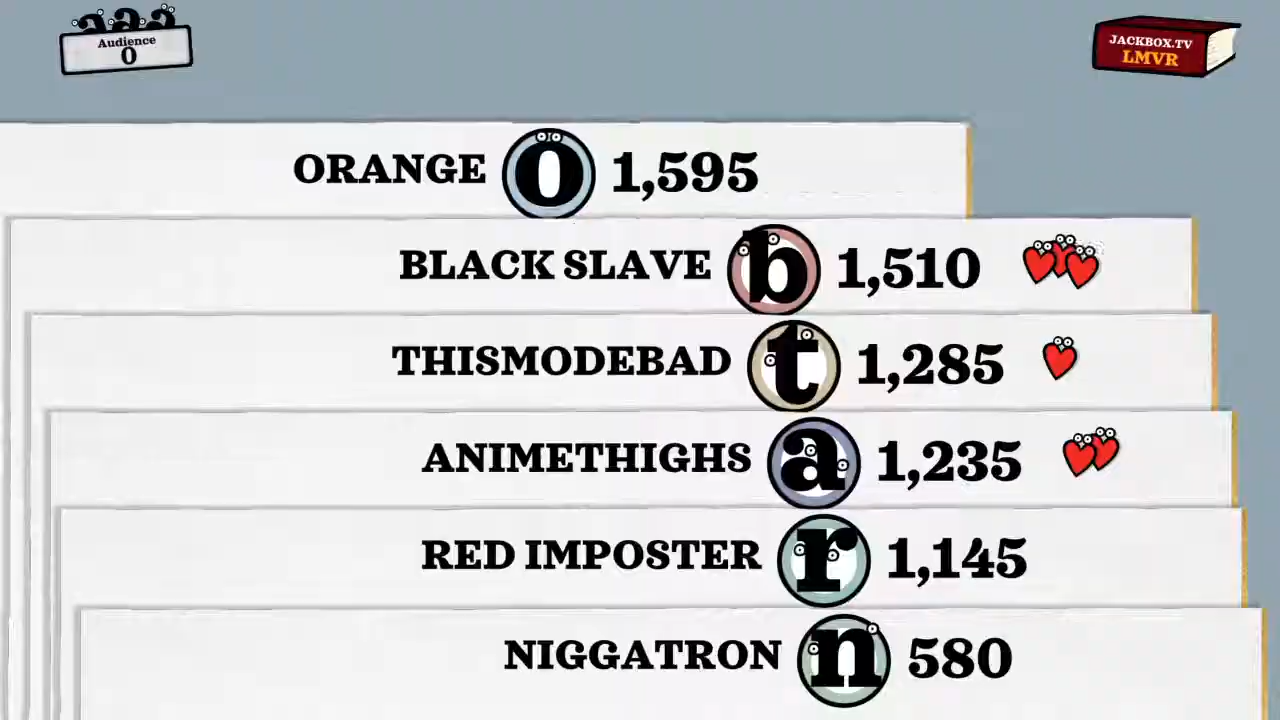 Audience
0
JACKBOX.TV
LMVR
ORANGE o 1,595
BLACK SLAVE b 1,510
THISMODEBAD t 1,285
ANIMETHIGHS a 1,235
RED IMPOSTER r 1,145
NIGGATRON n 580